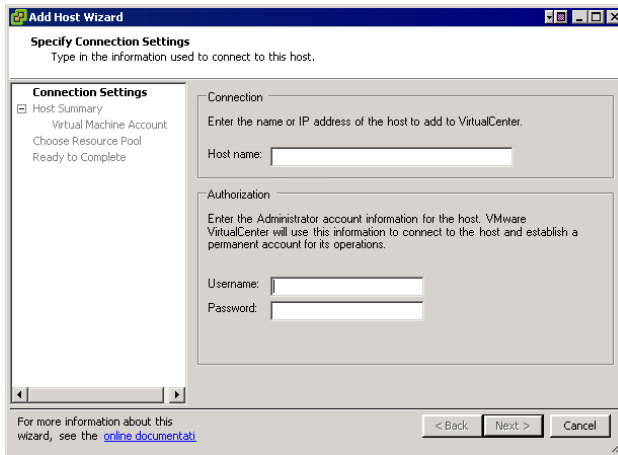 Add Host Wizard
Specify Connection Settings
Type in the information used to connect to this host.
Connection Settings
Host Summary
Virtual Machine Account
Choose Resource Pool
Ready to Complete
Connection
Enter the name or IP address of the host to add to VirtualCenter.
Host name:
Authorization
Enter the Administrator account information for the host. VMware
VirtualCenter will use this information to connect to the host and establish a
permanent account for its operations.
Username:
Password:
For more information about this
wizard, see the online documentati
< Back
Next >
Cancel